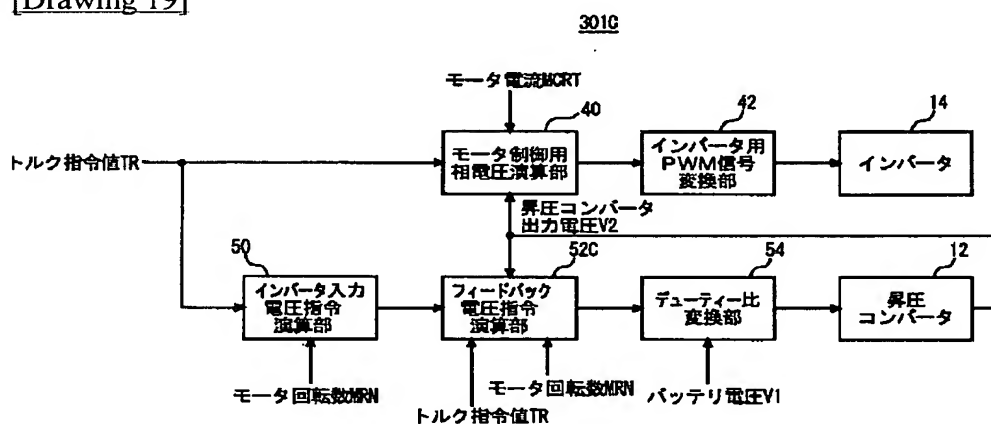 [Drawing 19]
301C
モータ電流MCRT
40
42
14
トルク指令値TR
モータ制御用
相電圧演算部
インバータ用
PWM信号
変換部
インバータ
昇圧コンバータ
出力電圧V2
50
52C
54
12
インバータ入力
電圧指令
演算部
フィードバック
電圧指令
演算部
デューティー比
変換部
昇圧
コンバータ
モータ回転数MRN
モータ回転数MRN
トルク指令値TR
バッテリ電圧V1